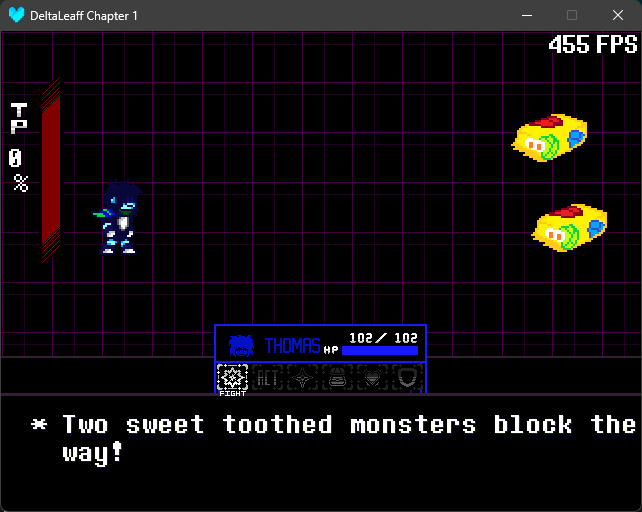 DeltaLeaff Chapter 1
455 FPS
TP
0
%
THOMAS HP 102/ 102
ACT
FIGHT
* Two sweet toothed monsters block the
way!